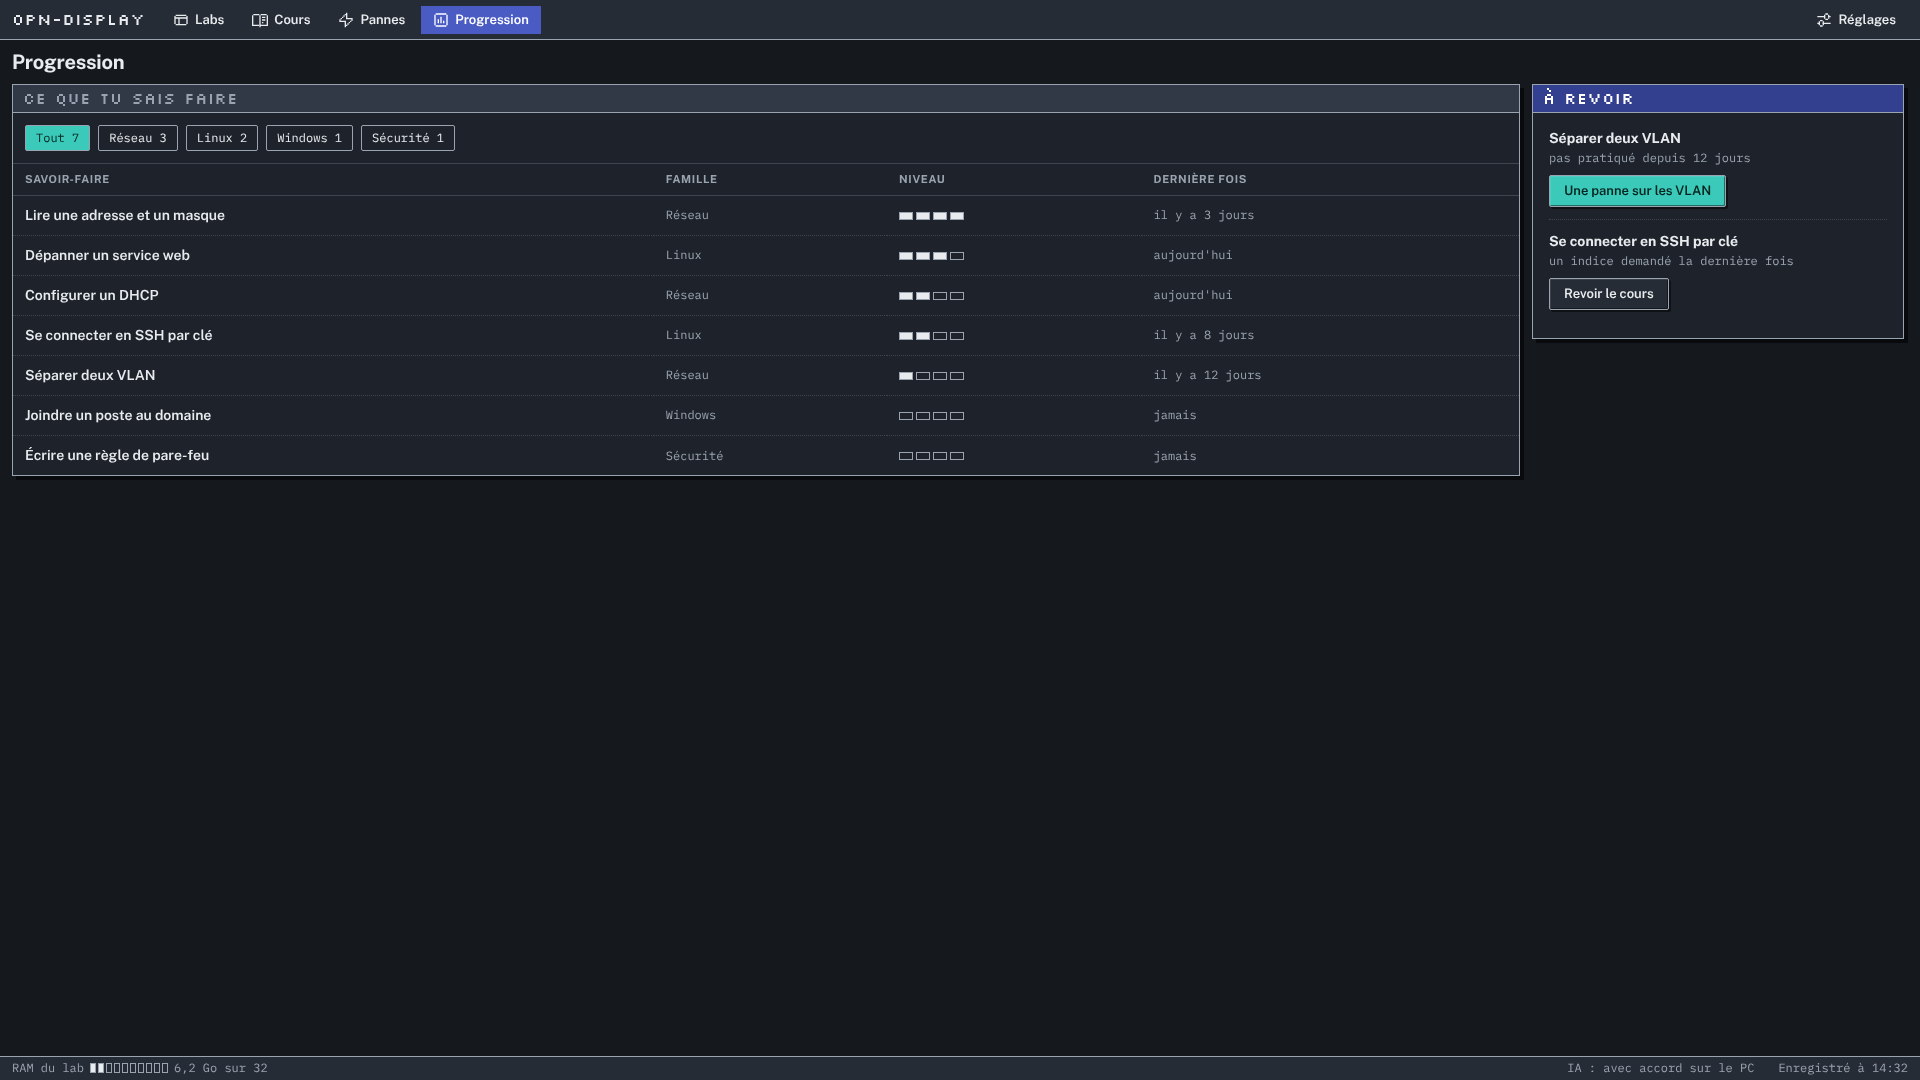 OPN-DISPLAY Labs Cours Pannes Progression Réglages
Progression
CE QUE TU SAIS FAIRE
Tout 7 Réseau 3 Linux 2 Windows 1 Sécurité 1
SAVOIR-FAIRE FAMILLE NIVEAU DERNIÈRE FOIS
Lire une adresse et un masque Réseau il y a 3 jours
Dépanner un service web Linux aujourd'hui
Configurer un DHCP Réseau aujourd'hui
Se connecter en SSH par clé Linux il y a 8 jours
Séparer deux VLAN Réseau il y a 12 jours
Joindre un poste au domaine Windows jamais
Écrire une règle de pare-feu Sécurité jamais
À REVOIR
Séparer deux VLAN
pas pratiqué depuis 12 jours
Une panne sur les VLAN
Se connecter en SSH par clé
un indice demandé la dernière fois
Revoir le cours
RAM du lab 6,2 Go sur 32 IA : avec accord sur le PC Enregistré à 14:32